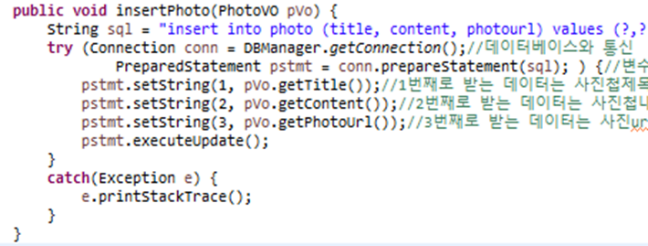 public void insertPhoto(PhotoVO pVo) {
String sql = "insert into photo (title, content, photourl) values (?,?
try (Connection conn = DBManager.getConnection();//데이터베이스와 통신
PreparedStatement pstmt = conn.prepareStatement(sql); ) {//변수
pstmt.setString(1, pVo.getTitle());//1번째로 받는 데이터는 사진첩제목
pstmt.setString(2, pVo.getContent());//2번째로 받는 데이터는 사진첩내
pstmt.setString(3, pVo.getPhotoUrl());//3번째로 받는 데이터는 사진ur
pstmt.executeUpdate();
}
catch(Exception e) {
e.printStackTrace();
}
}